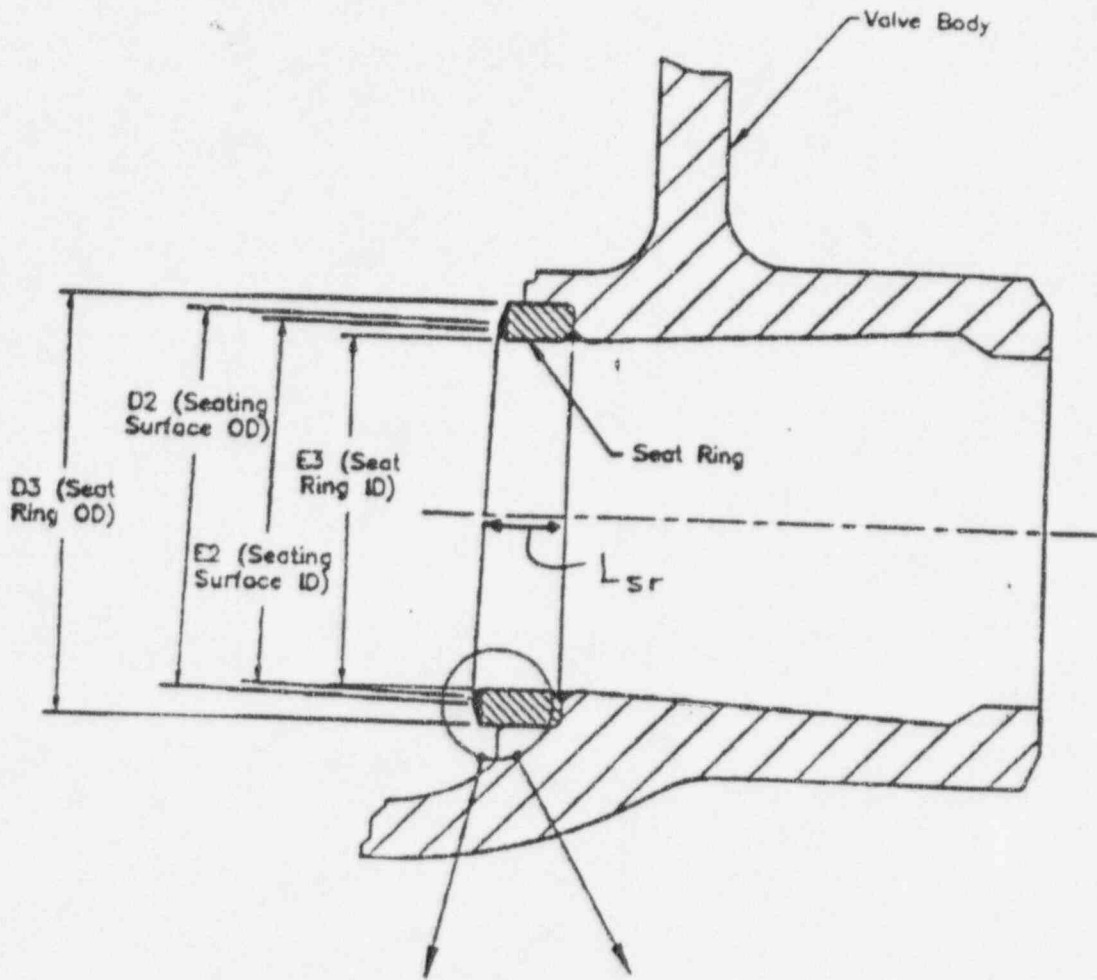 Valve Body
D2 (Seating
Surface OD)
E3 (Seat
Ring ID)
Seat Ring
D3 (Seat
Ring OD)
E2 (Seating
Surface ID)
Lsr